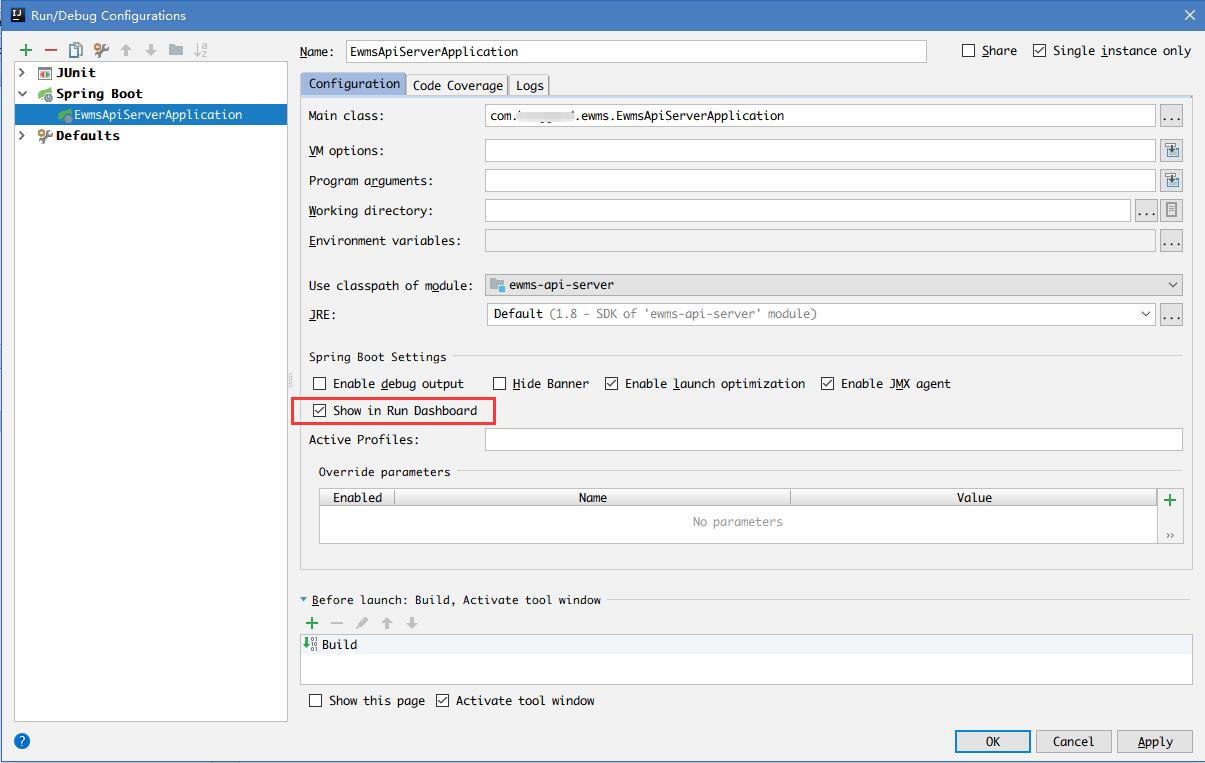 Run/Debug Configurations
Name: EwmsApiServerApplication Share Single instance only
JUnit
Spring Boot
EwmsApiServerApplication
Defaults
Configuration Code Coverage Logs
Main class: com. .ewms.EwmsApiServerApplication ...
VM options:
Program arguments:
Working directory: ...
Environment variables: ...
Use classpath of module: ewms-api-server
JRE: Default (1.8 - SDK of 'ewms-api-server' module) ...
Spring Boot Settings
Enable debug output Hide Banner Enable launch optimization Enable JMX agent
Show in Run Dashboard
Active Profiles:
Override parameters
Enabled Name Value
No parameters
Before launch: Build, Activate tool window
Build
Show this page Activate tool window
OK Cancel Apply